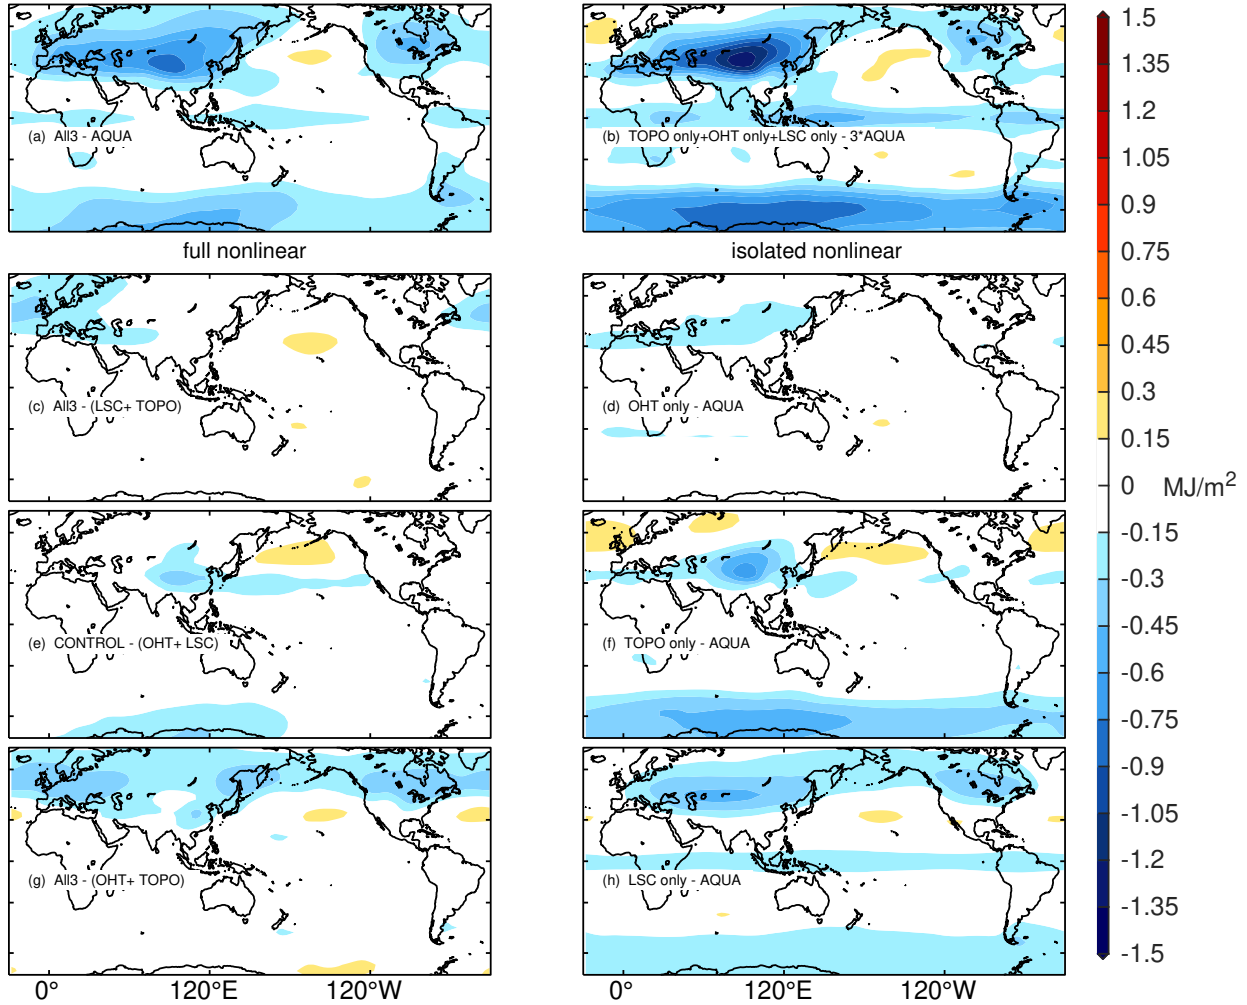 (a) All3 - AQUA
(b) TOPO only+OHT only+LSC only - 3*AQUA
full nonlinear
isolated nonlinear
(c) All3 - (LSC+ TOPO)
(d) OHT only - AQUA
(e) CONTROL - (OHT+ LSC)
(f) TOPO only - AQUA
(g) All3 - (OHT+ TOPO)
(h) LSC only - AQUA
0° 120°E 120°W
0° 120°E 120°W
1.5
1.35
1.2
1.05
0.9
0.75
0.6
0.45
0.3
0.15
0 MJ/m²
-0.15
-0.3
-0.45
-0.6
-0.75
-0.9
-1.05
-1.2
-1.35
-1.5